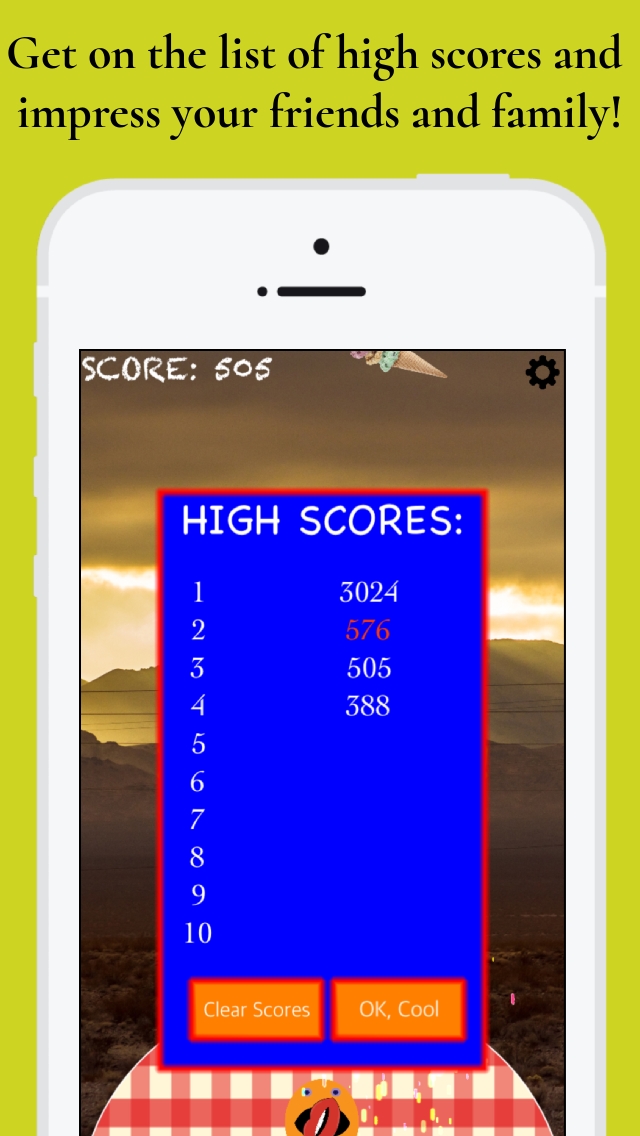 Get on the list of high scores and
impress your friends and family!
SCORE: 505
HIGH SCORES:
1 3024
2 576
3 505
4 388
5
6
7
8
9
10
Clear Scores OK, Cool